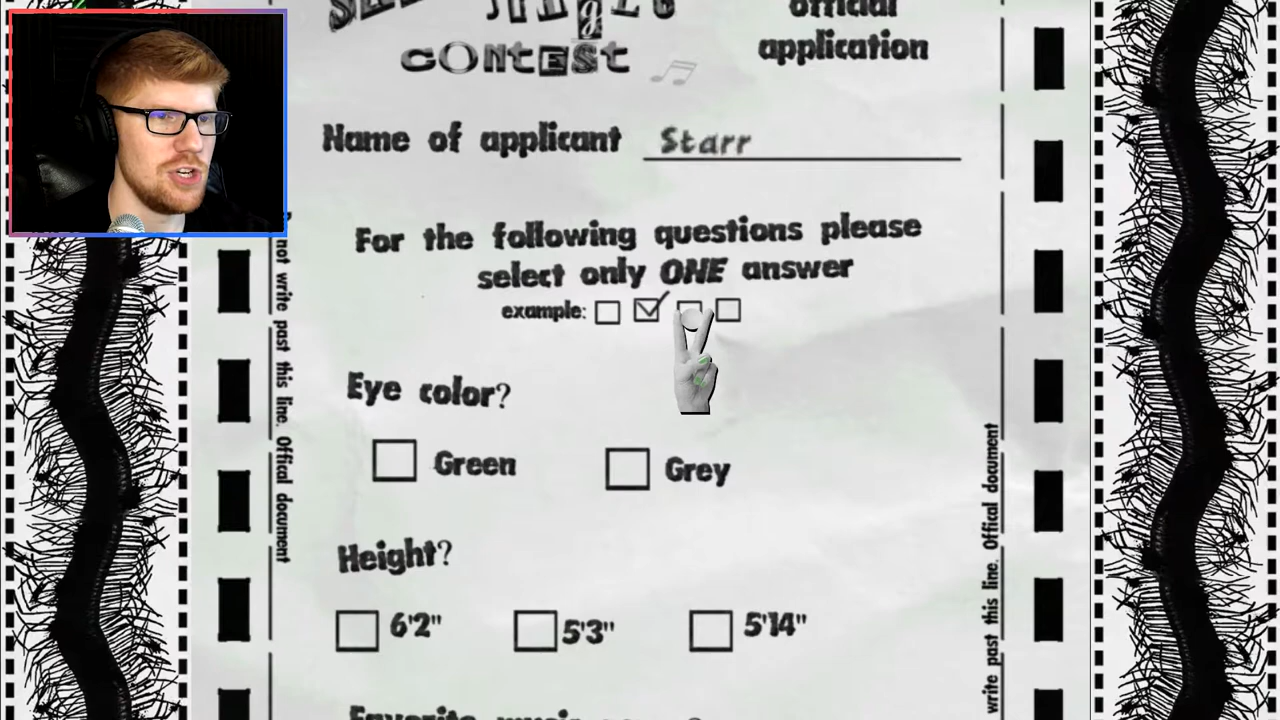 official
CONTEST
application
Name of applicant Starr
For the following questions please
select only ONE answer
example:
Eye color?
Green
Grey
Height?
6'2"
5'3"
5'14"
not write past this line. Offical document
write past this line. Offical document